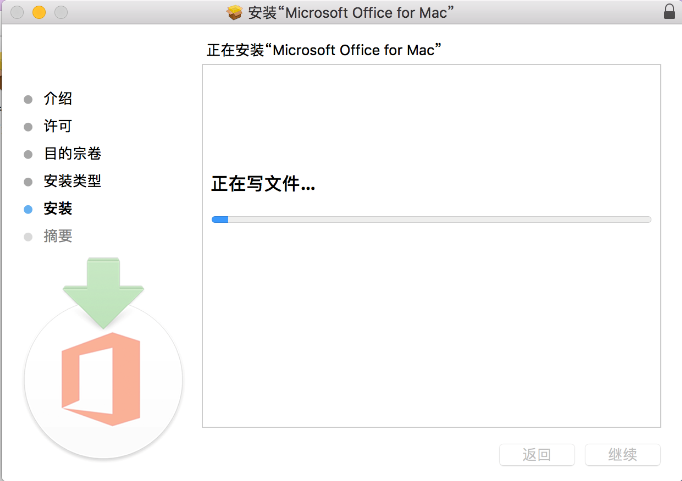 安装“Microsoft Office for Mac”
正在安装“Microsoft Office for Mac”
介绍
许可
目的宗卷
安装类型
安装
摘要
正在写文件...
返回
继续